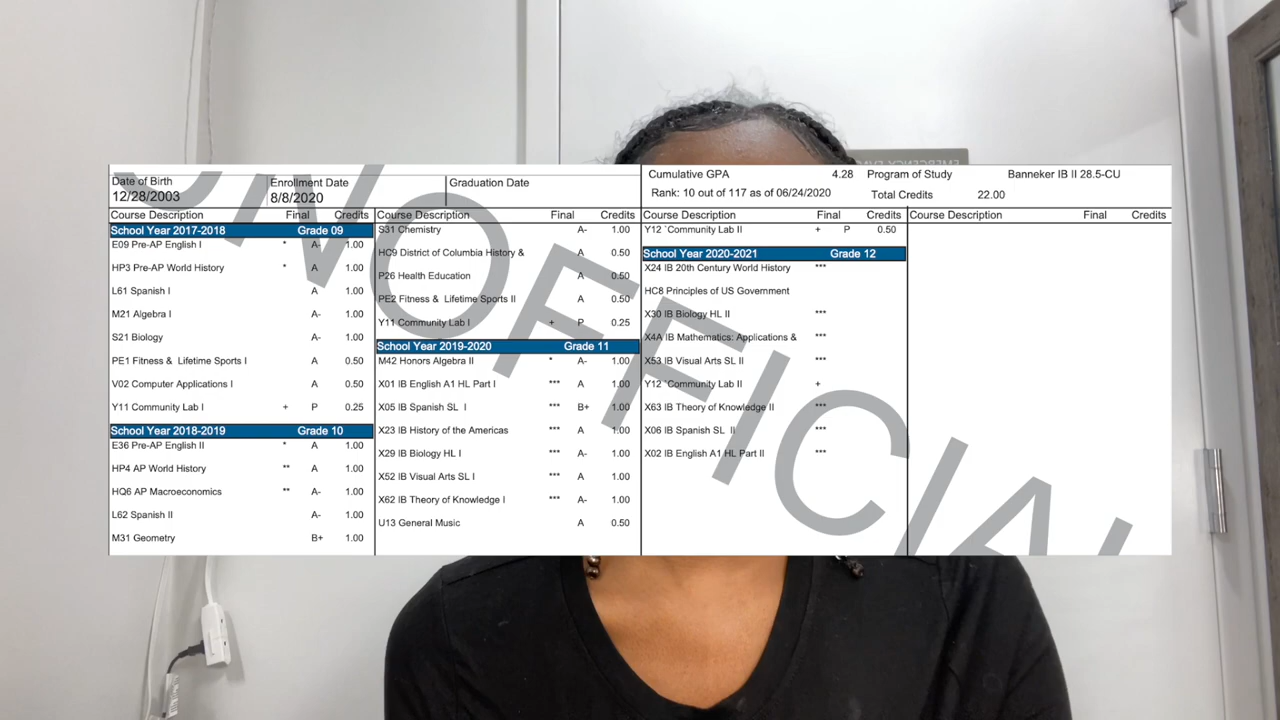 EMERGENCY EVAC
Date of Birth
12/28/2003
Enrollment Date
8/8/2020
Graduation Date
Cumulative GPA 4.28
Rank: 10 out of 117 as of 06/24/2020
Program of Study Banneker IB II 28.5-CU
Total Credits 22.00
Course Description Final Credits
School Year 2017-2018 Grade 09
E09 Pre-AP English I * A- 1.00
HP3 Pre-AP World History * A 1.00
L61 Spanish I A 1.00
M21 Algebra I A- 1.00
S21 Biology A- 1.00
PE1 Fitness & Lifetime Sports I A 0.50
V02 Computer Applications I A 0.50
Y11 Community Lab I + P 0.25
School Year 2018-2019 Grade 10
E36 Pre-AP English II * A 1.00
HP4 AP World History ** A 1.00
HQ6 AP Macroeconomics ** A- 1.00
L62 Spanish II A- 1.00
M31 Geometry B+ 1.00
Course Description Final Credits
S31 Chemistry A- 1.00
HC9 District of Columbia History & A 0.50
P26 Health Education A 0.50
PE2 Fitness & Lifetime Sports II A 0.50
Y11 Community Lab I + P 0.25
School Year 2019-2020 Grade 11
M42 Honors Algebra II * A- 1.00
X01 IB English A1 HL Part I *** A 1.00
X05 IB Spanish SL I *** B+ 1.00
X23 IB History of the Americas *** A 1.00
X29 IB Biology HL I *** A- 1.00
X52 IB Visual Arts SL I *** A 1.00
X62 IB Theory of Knowledge I *** A- 1.00
U13 General Music A 0.50
Course Description Final Credits
Y12 `Community Lab II + P 0.50
School Year 2020-2021 Grade 12
X24 IB 20th Century World History ***
HC8 Principles of US Government
X30 IB Biology HL II ***
X4A IB Mathematics: Applications & ***
X53 IB Visual Arts SL II ***
Y12 `Community Lab II +
X63 IB Theory of Knowledge II ***
X06 IB Spanish SL II ***
X02 IB English A1 HL Part II ***
Course Description Final Credits
UNOFFICIAL